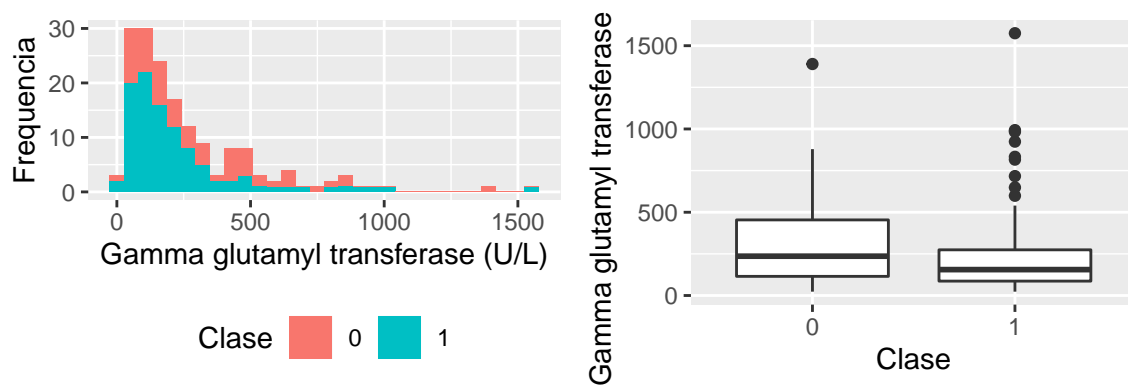 Frequencia
30
20
10
0
0 500 1000 1500
Gamma glutamyl transferase (U/L)
Clase 0 1
Gamma glutamyl transferase
1500
1000
500
0
0 1
Clase